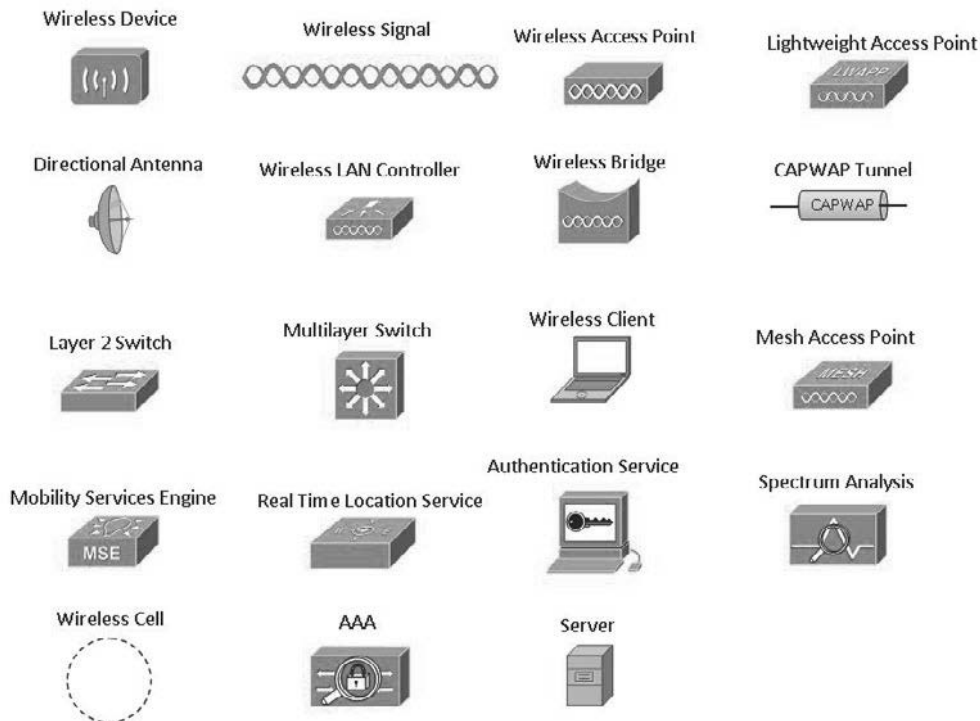 Wireless Device
Wireless Signal
Wireless Access Point
Lightweight Access Point
LWAPP
Directional Antenna
Wireless LAN Controller
Wireless Bridge
CAPWAP Tunnel
CAPWAP
Layer 2 Switch
Multilayer Switch
Wireless Client
Mesh Access Point
MESH
Mobility Services Engine
MSE
Real Time Location Service
Authentication Service
Spectrum Analysis
Wireless Cell
AAA
Server